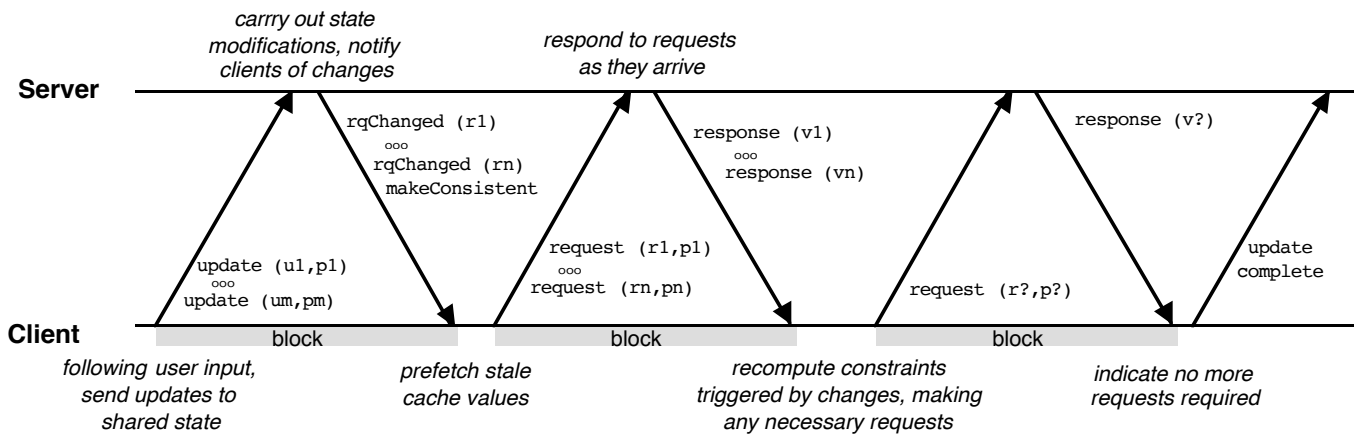 carrry out state
modifications, notify
clients of changes
respond to requests
as they arrive
Server
rqChanged (r1)
ooo
rqChanged (rn)
makeConsistent
response (v1)
ooo
response (vn)
response (v?)
update (u1,p1)
ooo
update (um,pm)
request (r1,p1)
ooo
request (rn,pn)
request (r?,p?)
update
complete
Client
block
block
block
following user input,
send updates to
shared state
prefetch stale
cache values
recompute constraints
triggered by changes, making
any necessary requests
indicate no more
requests required